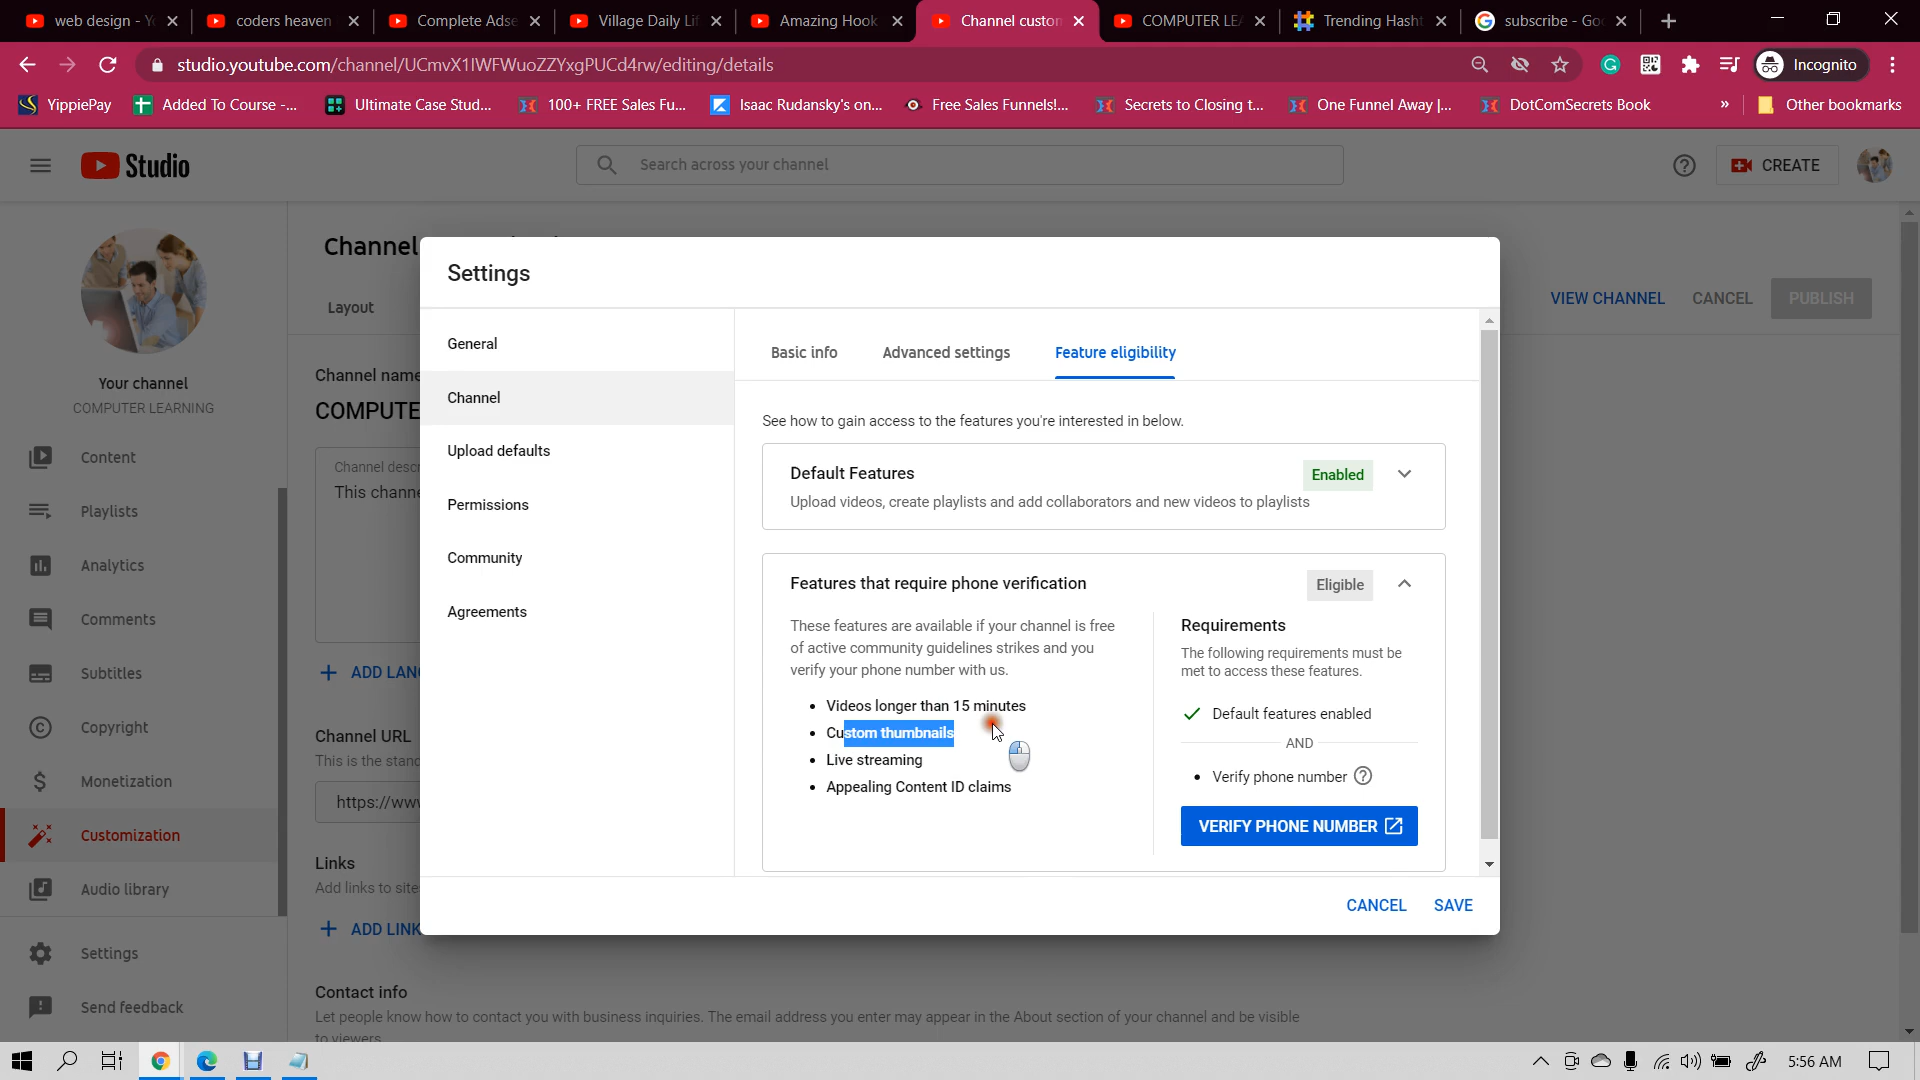 web design - Y
coders heaven
Complete Adse
Village Daily Lif
Amazing Hook
Channel custom
COMPUTER LEA
Trending Hasht
subscribe - Goo
studio.youtube.com/channel/UCmvX1IWFWuoZZYxgPUCd4rw/editing/details
Incognito
YippiePay
Added To Course -...
Ultimate Case Stud...
100+ FREE Sales Fu...
Isaac Rudansky's on...
Free Sales Funnels!...
Secrets to Closing t...
One Funnel Away |...
DotComSecrets Book
»
Other bookmarks
Studio
Search across your channel
CREATE
Channel
VIEW CHANNEL
CANCEL
PUBLISH
Layout
Your channel
COMPUTER LEARNING
Content
Playlists
Analytics
Comments
Subtitles
Copyright
Monetization
Customization
Audio library
Settings
Send feedback
Channel name
COMPUTE
Channel descr
This channe
ADD LAN
Channel URL
This is the stand
https://www
Links
Add links to site
ADD LINK
Contact info
Let people know how to contact you with business inquiries. The email address you enter may appear in the About section of your channel and be visible
to viewers
Settings
General
Channel
Upload defaults
Permissions
Community
Agreements
Basic info
Advanced settings
Feature eligibility
See how to gain access to the features you're interested in below.
Default Features
Enabled
Upload videos, create playlists and add collaborators and new videos to playlists
Features that require phone verification
Eligible
These features are available if your channel is free
of active community guidelines strikes and you
verify your phone number with us.
• Videos longer than 15 minutes
• Custom thumbnails
• Live streaming
• Appealing Content ID claims
Requirements
The following requirements must be
met to access these features.
Default features enabled
AND
• Verify phone number
VERIFY PHONE NUMBER
CANCEL
SAVE
5:56 AM